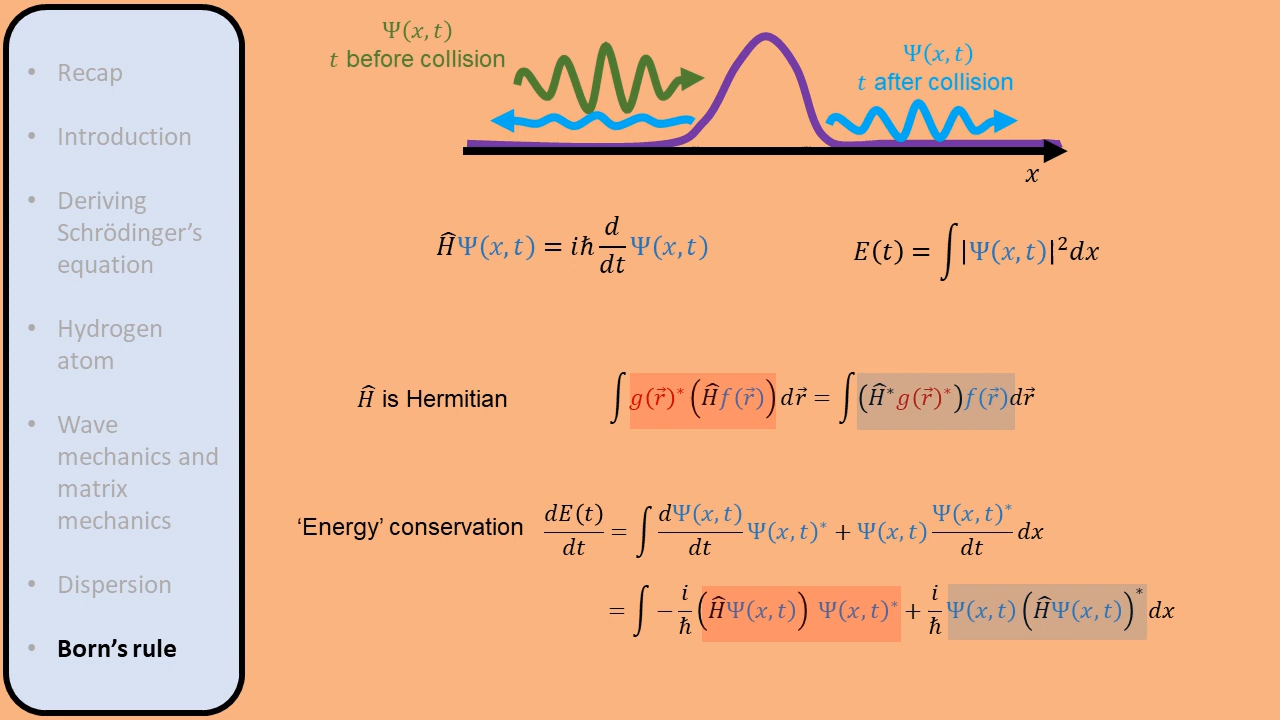 • Recap
• Introduction
• Deriving
Schrödinger’s
equation
• Hydrogen
atom
• Wave
mechanics and
matrix
mechanics
• Dispersion
• Born’s rule
Ψ(x, t)
t before collision
Ψ(x, t)
t after collision
x
ĤΨ(x, t) = iħ d/dt Ψ(x, t)
E(t) = ∫|Ψ(x, t)|²dx
Ĥ is Hermitian
∫ g(r⃗)* (Ĥf(r⃗)) dr⃗ = ∫(Ĥ*g(r⃗)*)f(r⃗)dr⃗
‘Energy’ conservation
dE(t)/dt = ∫ dΨ(x, t)/dt Ψ(x, t)* + Ψ(x, t) Ψ(x, t)*/dt dx
= ∫ − i/ħ (ĤΨ(x, t)) Ψ(x, t)* + i/ħ Ψ(x, t) (ĤΨ(x, t))* dx